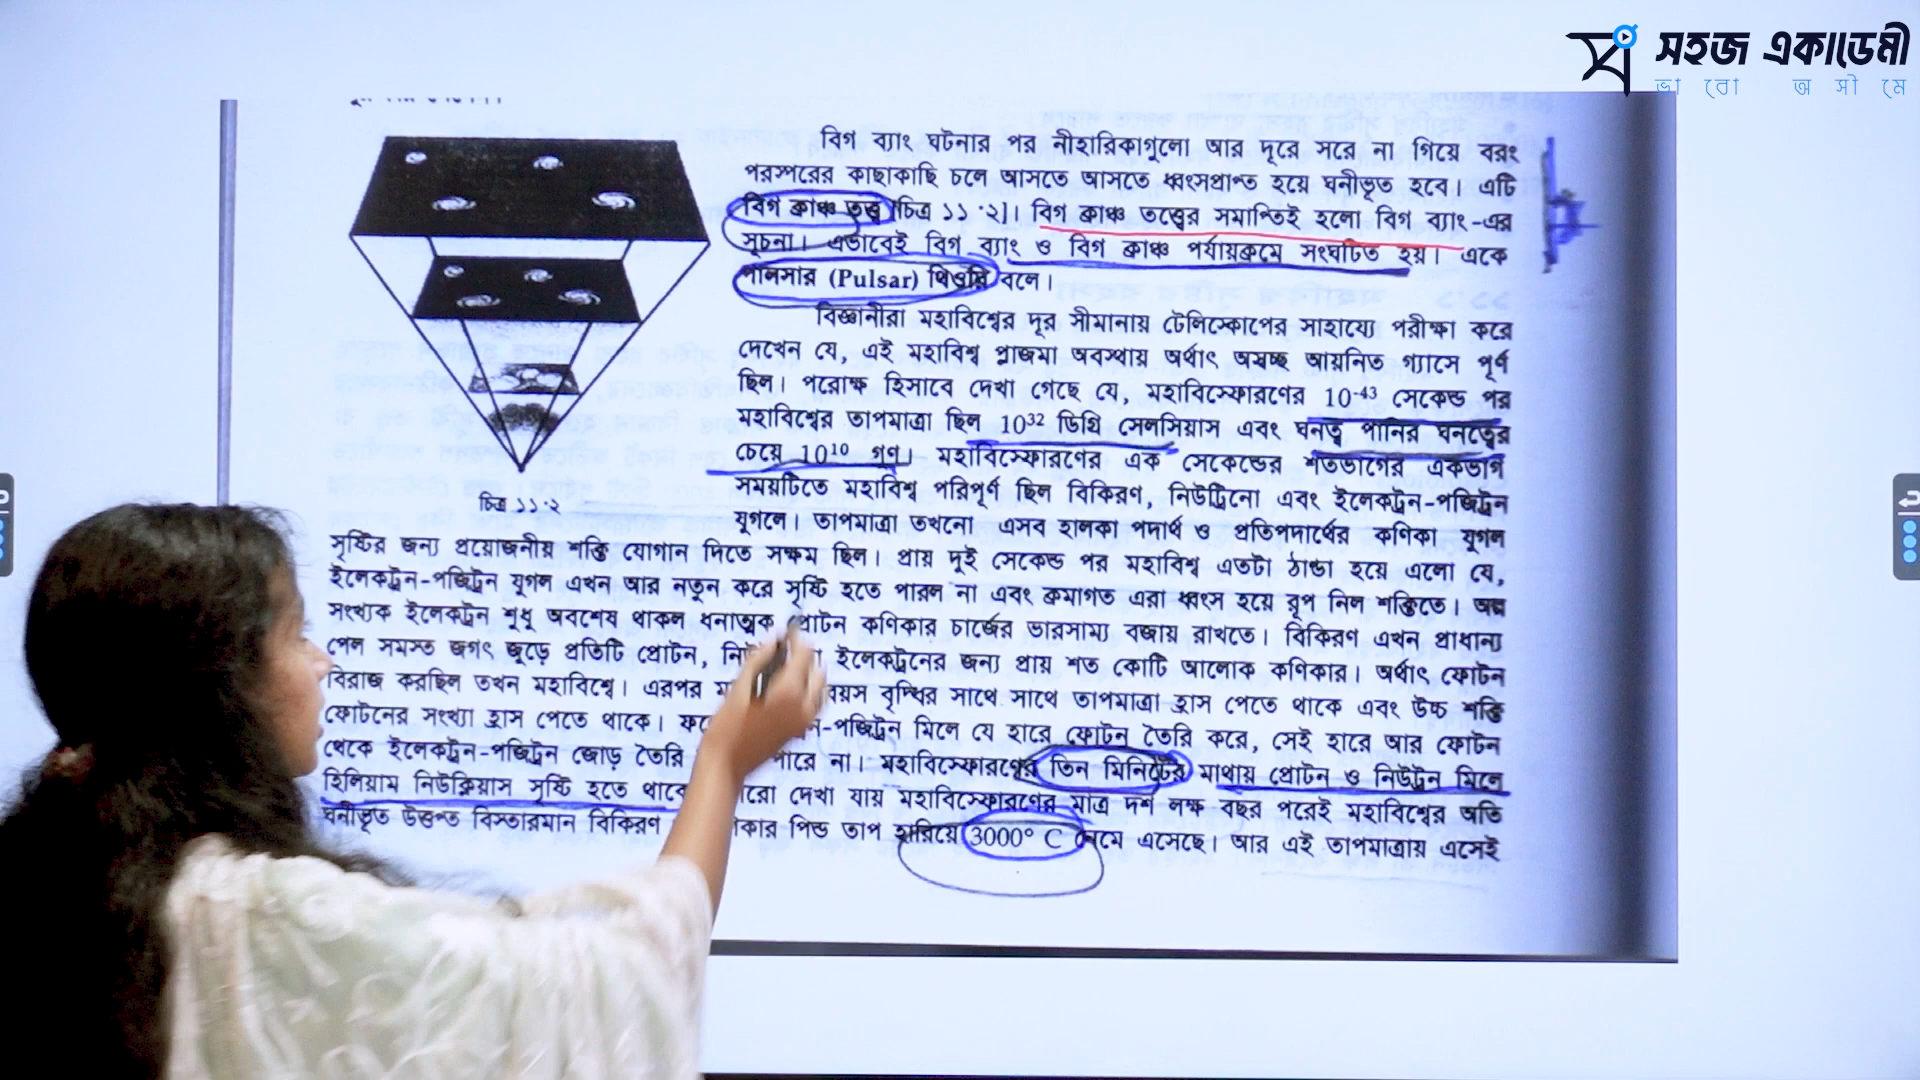 সহজ একাডেমী
ভাবো অসীমে
বিগ ব্যাং ঘটনার পর নীহারিকাগুলো আর দূরে সরে না গিয়ে বরং
পরস্পরের কাছাকাছি চলে আসতে আসতে ধ্বংসপ্রাপ্ত হয়ে ঘনীভূত হবে। এটি
বিগ ক্রাঞ্চ তত্ত্ব [চিত্র ১১·২]। বিগ ক্রাঞ্চ তত্ত্বের সমাপ্তিই হলো বিগ ব্যাং-এর
সূচনা। এভাবেই বিগ ব্যাং ও বিগ ক্রাঞ্চ পর্যায়ক্রমে সংঘটিত হয়। একে
পালসার (Pulsar) থিওরি বলে।
বিজ্ঞানীরা মহাবিশ্বের দূর সীমানায় টেলিস্কোপের সাহায্যে পরীক্ষা করে
দেখেন যে, এই মহাবিশ্ব প্লাজমা অবস্থায় অর্থাৎ অস্বচ্ছ আয়নিত গ্যাসে পূর্ণ
ছিল। পরোক্ষ হিসাবে দেখা গেছে যে, মহাবিস্ফোরণের 10⁻⁴³ সেকেন্ড পর
মহাবিশ্বের তাপমাত্রা ছিল 10³² ডিগ্রি সেলসিয়াস এবং ঘনত্ব পানির ঘনত্বের
চেয়ে 10¹⁰ গুণ। মহাবিস্ফোরণের এক সেকেন্ডের শতভাগের একভাগ
সময়টিতে মহাবিশ্ব পরিপূর্ণ ছিল বিকিরণ, নিউট্রিনো এবং ইলেকট্রন-পজিট্রন
যুগলে। তাপমাত্রা তখনো এসব হালকা পদার্থ ও প্রতিপদার্থের কণিকা যুগল
চিত্র ১১·২
সৃষ্টির জন্য প্রয়োজনীয় শক্তি যোগান দিতে সক্ষম ছিল। প্রায় দুই সেকেন্ড পর মহাবিশ্ব এতটা ঠাণ্ডা হয়ে এলো যে,
ইলেকট্রন-পজিট্রন যুগল এখন আর নতুন করে সৃষ্টি হতে পারল না এবং ক্রমাগত এরা ধ্বংস হয়ে রূপ নিল শক্তিতে। অল্প
সংখ্যক ইলেকট্রন শুধু অবশেষ থাকল ধনাত্মক প্রোটন কণিকার চার্জের ভারসাম্য বজায় রাখতে। বিকিরণ এখন প্রাধান্য
পেল সমস্ত জগৎ জুড়ে প্রতিটি প্রোটন, ইলেকট্রনের জন্য প্রায় শত কোটি আলোক কণিকার। অর্থাৎ ফোটন
বিরাজ করছিল তখন মহাবিশ্বে। এরপর বয়স বৃদ্ধির সাথে সাথে তাপমাত্রা হ্রাস পেতে থাকে এবং উচ্চ শক্তি
ফোটনের সংখ্যা হ্রাস পেতে থাকে। ন-পজিট্রন মিলে যে হারে ফোটন তৈরি করে, সেই হারে আর ফোটন
থেকে ইলেকট্রন-পজিট্রন জোড় তৈরি পারে না। মহাবিস্ফোরণের তিন মিনিটের মাথায় প্রোটন ও নিউট্রন মিলে
হিলিয়াম নিউক্লিয়াস সৃষ্টি হতে থাকে দেখা যায় মহাবিস্ফোরণের মাত্র দশ লক্ষ বছর পরেই মহাবিশ্বের অতি
ঘনীভূত উত্তপ্ত বিস্তারমান বিকিরণ পিন্ড তাপ হারিয়ে 3000° C নেমে এসেছে। আর এই তাপমাত্রায় এসেই